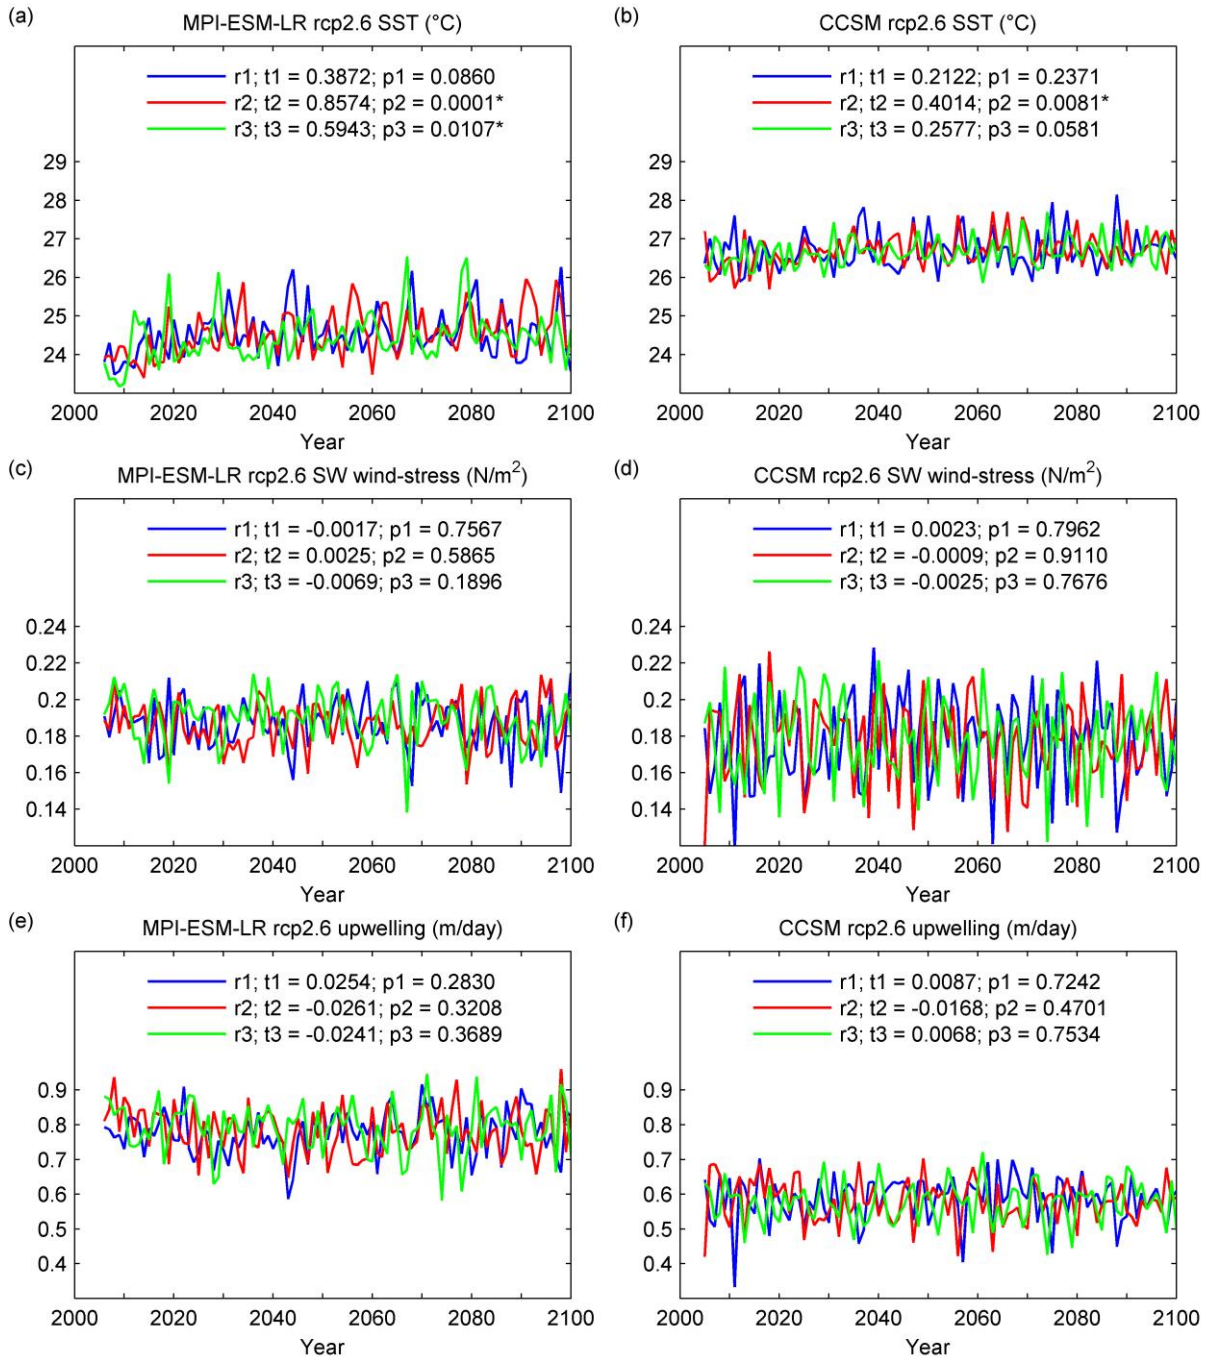 (a)
MPI-ESM-LR rcp2.6 SST (°C)
r1; t1 = 0.3872; p1 = 0.0860
r2; t2 = 0.8574; p2 = 0.0001*
r3; t3 = 0.5943; p3 = 0.0107*
29
28
27
26
25
24
2000 2020 2040 2060 2080 2100
Year
(b)
CCSM rcp2.6 SST (°C)
r1; t1 = 0.2122; p1 = 0.2371
r2; t2 = 0.4014; p2 = 0.0081*
r3; t3 = 0.2577; p3 = 0.0581
29
28
27
26
25
24
2000 2020 2040 2060 2080 2100
Year
(c)
MPI-ESM-LR rcp2.6 SW wind-stress (N/m²)
r1; t1 = -0.0017; p1 = 0.7567
r2; t2 = 0.0025; p2 = 0.5865
r3; t3 = -0.0069; p3 = 0.1896
0.24
0.22
0.2
0.18
0.16
0.14
2000 2020 2040 2060 2080 2100
Year
(d)
CCSM rcp2.6 SW wind-stress (N/m²)
r1; t1 = 0.0023; p1 = 0.7962
r2; t2 = -0.0009; p2 = 0.9110
r3; t3 = -0.0025; p3 = 0.7676
0.24
0.22
0.2
0.18
0.16
0.14
2000 2020 2040 2060 2080 2100
Year
(e)
MPI-ESM-LR rcp2.6 upwelling (m/day)
r1; t1 = 0.0254; p1 = 0.2830
r2; t2 = -0.0261; p2 = 0.3208
r3; t3 = -0.0241; p3 = 0.3689
0.9
0.8
0.7
0.6
0.5
0.4
2000 2020 2040 2060 2080 2100
Year
(f)
CCSM rcp2.6 upwelling (m/day)
r1; t1 = 0.0087; p1 = 0.7242
r2; t2 = -0.0168; p2 = 0.4701
r3; t3 = 0.0068; p3 = 0.7534
0.9
0.8
0.7
0.6
0.5
0.4
2000 2020 2040 2060 2080 2100
Year